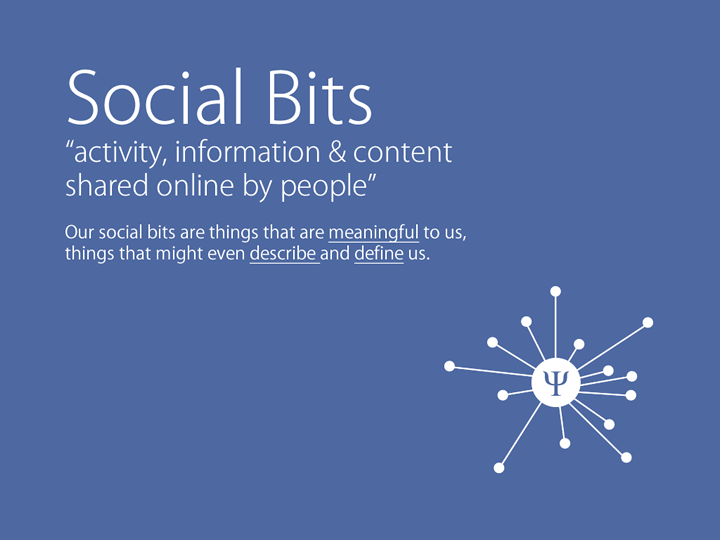 Social Bits
“activity, information & content
shared online by people”
Our social bits are things that are meaningful to us,
things that might even describe and define us.
Ψ